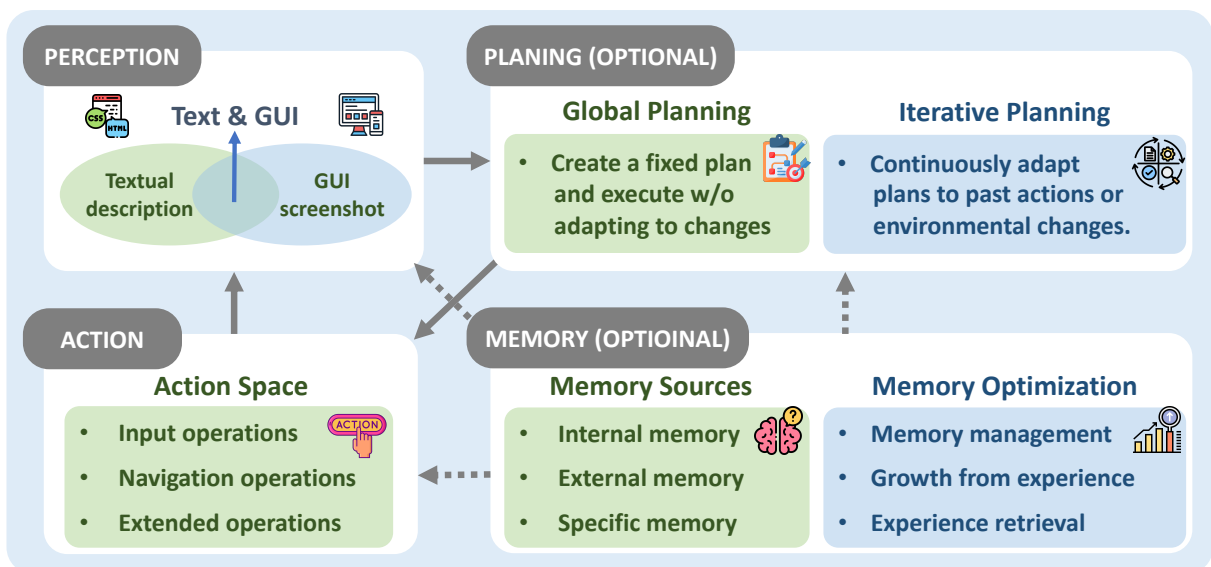 PERCEPTION
CSS
HTML
Text & GUI
Textual
description
GUI
screenshot
PLANING (OPTIONAL)
Global Planning
• Create a fixed plan
and execute w/o
adapting to changes
Iterative Planning
• Continuously adapt
plans to past actions or
environmental changes.
ACTION
Action Space
ACTION
• Input operations
• Navigation operations
• Extended operations
MEMORY (OPTIOINAL)
Memory Sources
?
• Internal memory
• External memory
• Specific memory
Memory Optimization
• Memory management
• Growth from experience
• Experience retrieval